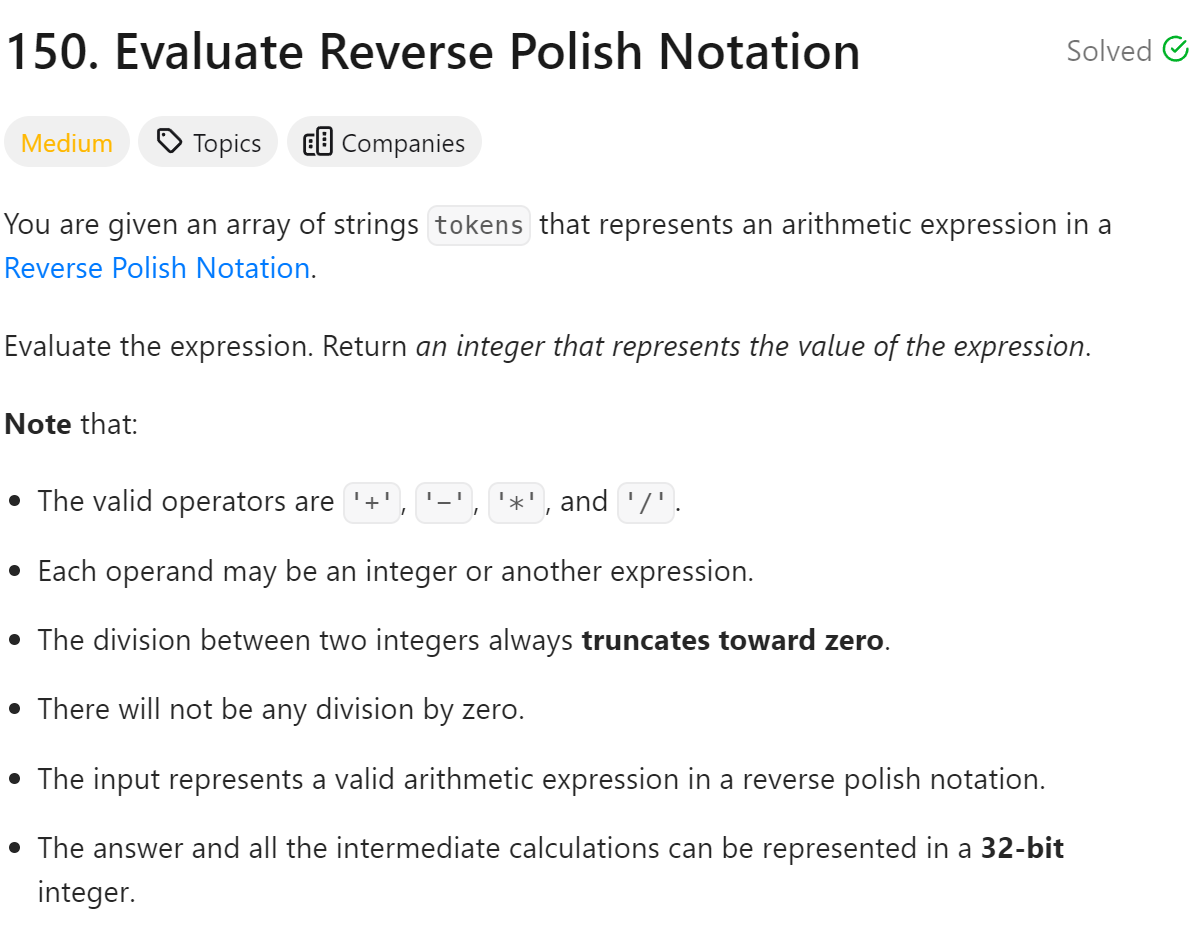 150. Evaluate Reverse Polish Notation
Solved
Medium
Topics
Companies
You are given an array of strings tokens that represents an arithmetic expression in a
Reverse Polish Notation.
Evaluate the expression. Return an integer that represents the value of the expression.
Note that:
• The valid operators are '+', '-', '*', and '/'.
• Each operand may be an integer or another expression.
• The division between two integers always truncates toward zero.
• There will not be any division by zero.
• The input represents a valid arithmetic expression in a reverse polish notation.
• The answer and all the intermediate calculations can be represented in a 32-bit
integer.